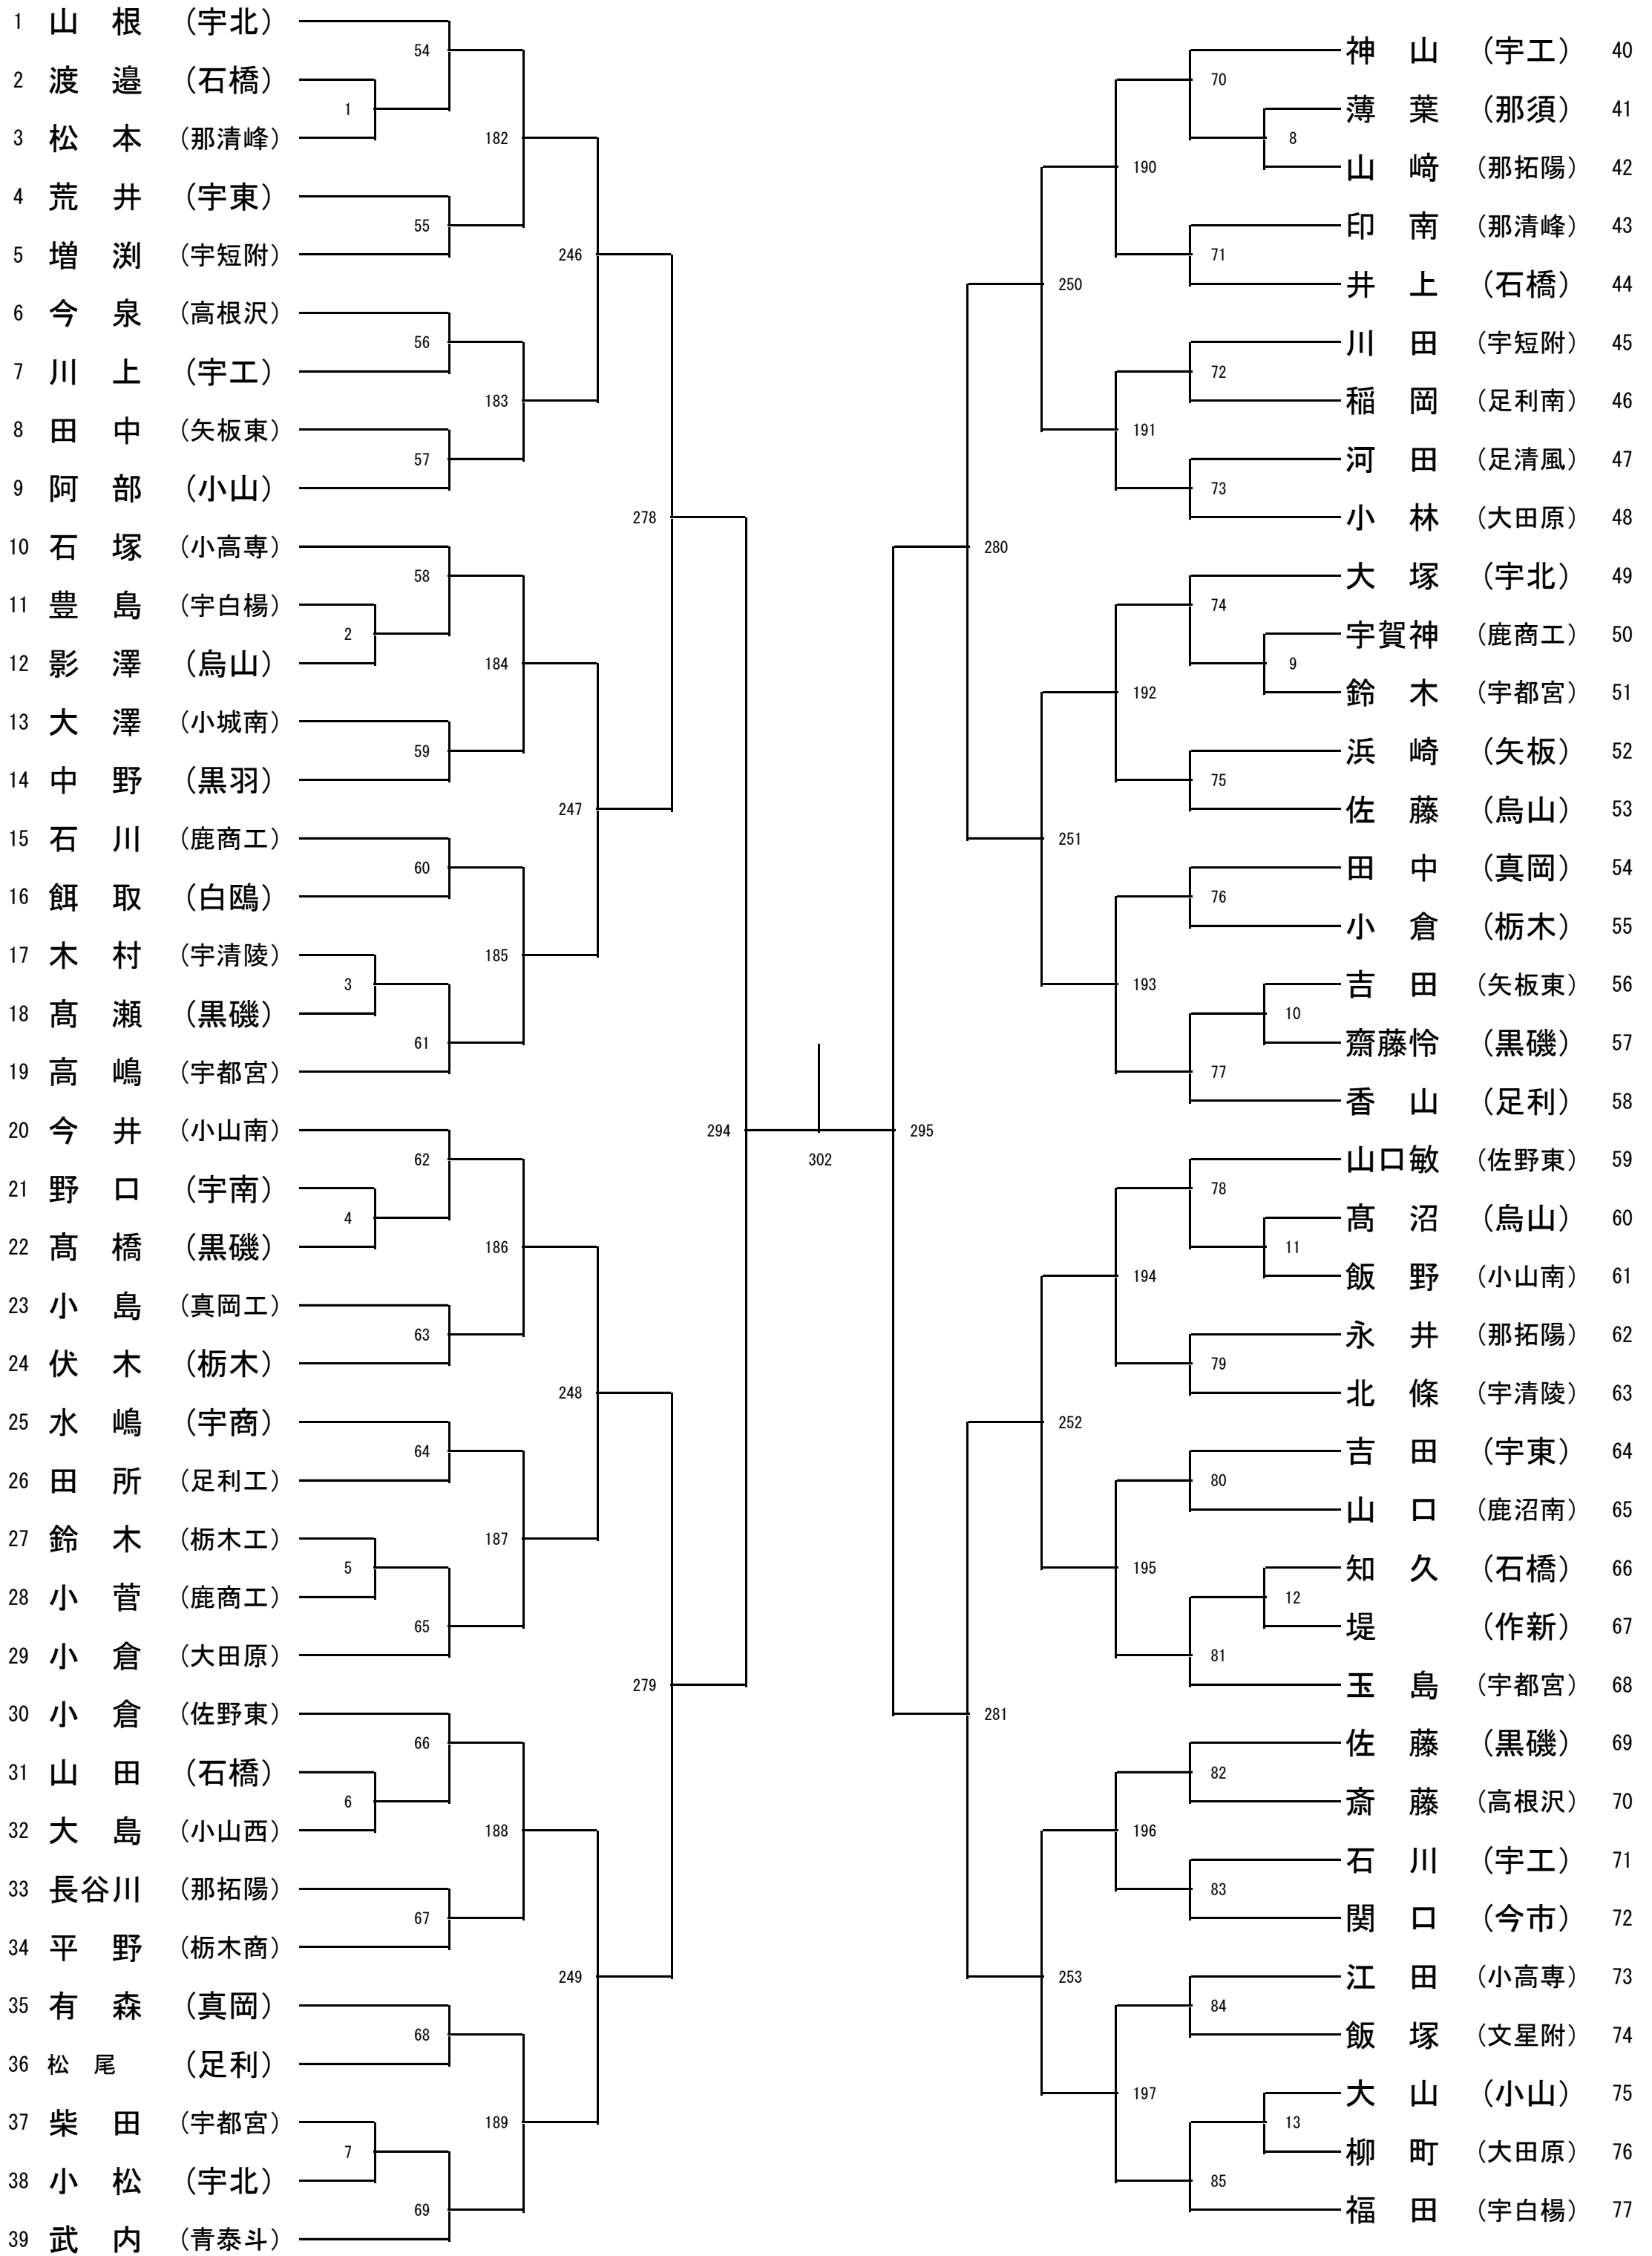 1 山根 (宇北)
2 渡邉 (石橋)
3 松本 (那清峰)
4 荒井 (宇東)
5 増渕 (宇短附)
6 今泉 (高根沢)
7 川上 (宇工)
8 田中 (矢板東)
9 阿部 (小山)
10 石塚 (小高専)
11 豊島 (宇白楊)
12 影澤 (烏山)
13 大澤 (小城南)
14 中野 (黒羽)
15 石川 (鹿商工)
16 餌取 (白鴎)
17 木村 (宇清陵)
18 髙瀬 (黒磯)
19 高嶋 (宇都宮)
20 今井 (小山南)
21 野口 (宇南)
22 髙橋 (黒磯)
23 小島 (真岡工)
24 伏木 (栃木)
25 水嶋 (宇商)
26 田所 (足利工)
27 鈴木 (栃木工)
28 小菅 (鹿商工)
29 小倉 (大田原)
30 小倉 (佐野東)
31 山田 (石橋)
32 大島 (小山西)
33 長谷川 (那拓陽)
34 平野 (栃木商)
35 有森 (真岡)
36 松尾 (足利)
37 柴田 (宇都宮)
38 小松 (宇北)
39 武内 (青泰斗)
1
2
3
4
5
6
7
54
55
56
57
58
59
60
61
62
63
64
65
66
67
68
69
182
183
184
185
186
187
188
189
246
247
248
249
278
279
294
302
295
280
281
250
251
252
253
190
191
192
193
194
195
196
197
70
71
72
73
74
75
76
77
78
79
80
81
82
83
84
85
8
9
10
11
12
13
神山 (宇工) 40
薄葉 (那須) 41
山﨑 (那拓陽) 42
印南 (那清峰) 43
井上 (石橋) 44
川田 (宇短附) 45
稲岡 (足利南) 46
河田 (足清風) 47
小林 (大田原) 48
大塚 (宇北) 49
宇賀神 (鹿商工) 50
鈴木 (宇都宮) 51
浜崎 (矢板) 52
佐藤 (烏山) 53
田中 (真岡) 54
小倉 (栃木) 55
吉田 (矢板東) 56
齋藤怜 (黒磯) 57
香山 (足利) 58
山口敏 (佐野東) 59
髙沼 (烏山) 60
飯野 (小山南) 61
永井 (那拓陽) 62
北條 (宇清陵) 63
吉田 (宇東) 64
山口 (鹿沼南) 65
知久 (石橋) 66
堤 (作新) 67
玉島 (宇都宮) 68
佐藤 (黒磯) 69
斎藤 (高根沢) 70
石川 (宇工) 71
関口 (今市) 72
江田 (小高専) 73
飯塚 (文星附) 74
大山 (小山) 75
柳町 (大田原) 76
福田 (宇白楊) 77